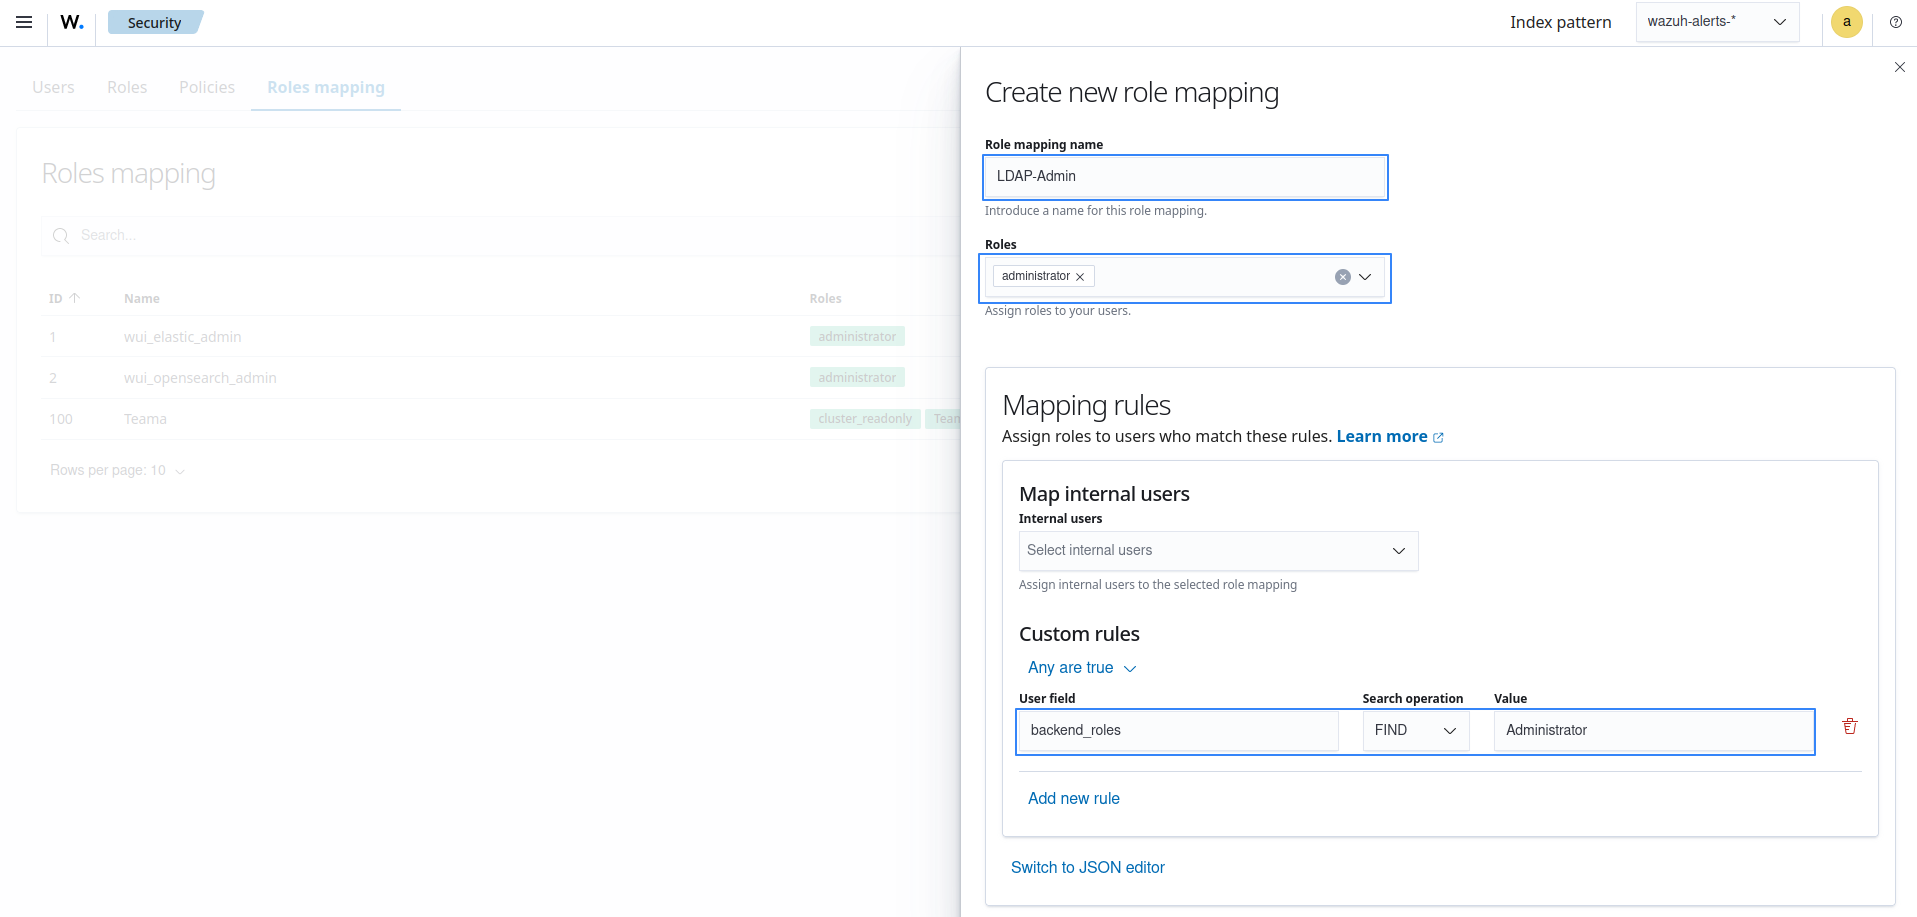 W. Security Index pattern wazuh-alerts-* a
Users Roles Policies Roles mapping
Roles mapping
Search...
ID Name Roles
1 wui_elastic_admin administrator
2 wui_opensearch_admin administrator
100 Teama cluster_readonly Tean
Rows per page: 10
Create new role mapping
Role mapping name
LDAP-Admin
Introduce a name for this role mapping.
Roles
administrator
Assign roles to your users.
Mapping rules
Assign roles to users who match these rules. Learn more
Map internal users
Internal users
Select internal users
Assign internal users to the selected role mapping
Custom rules
Any are true
User field Search operation Value
backend_roles FIND Administrator
Add new rule
Switch to JSON editor